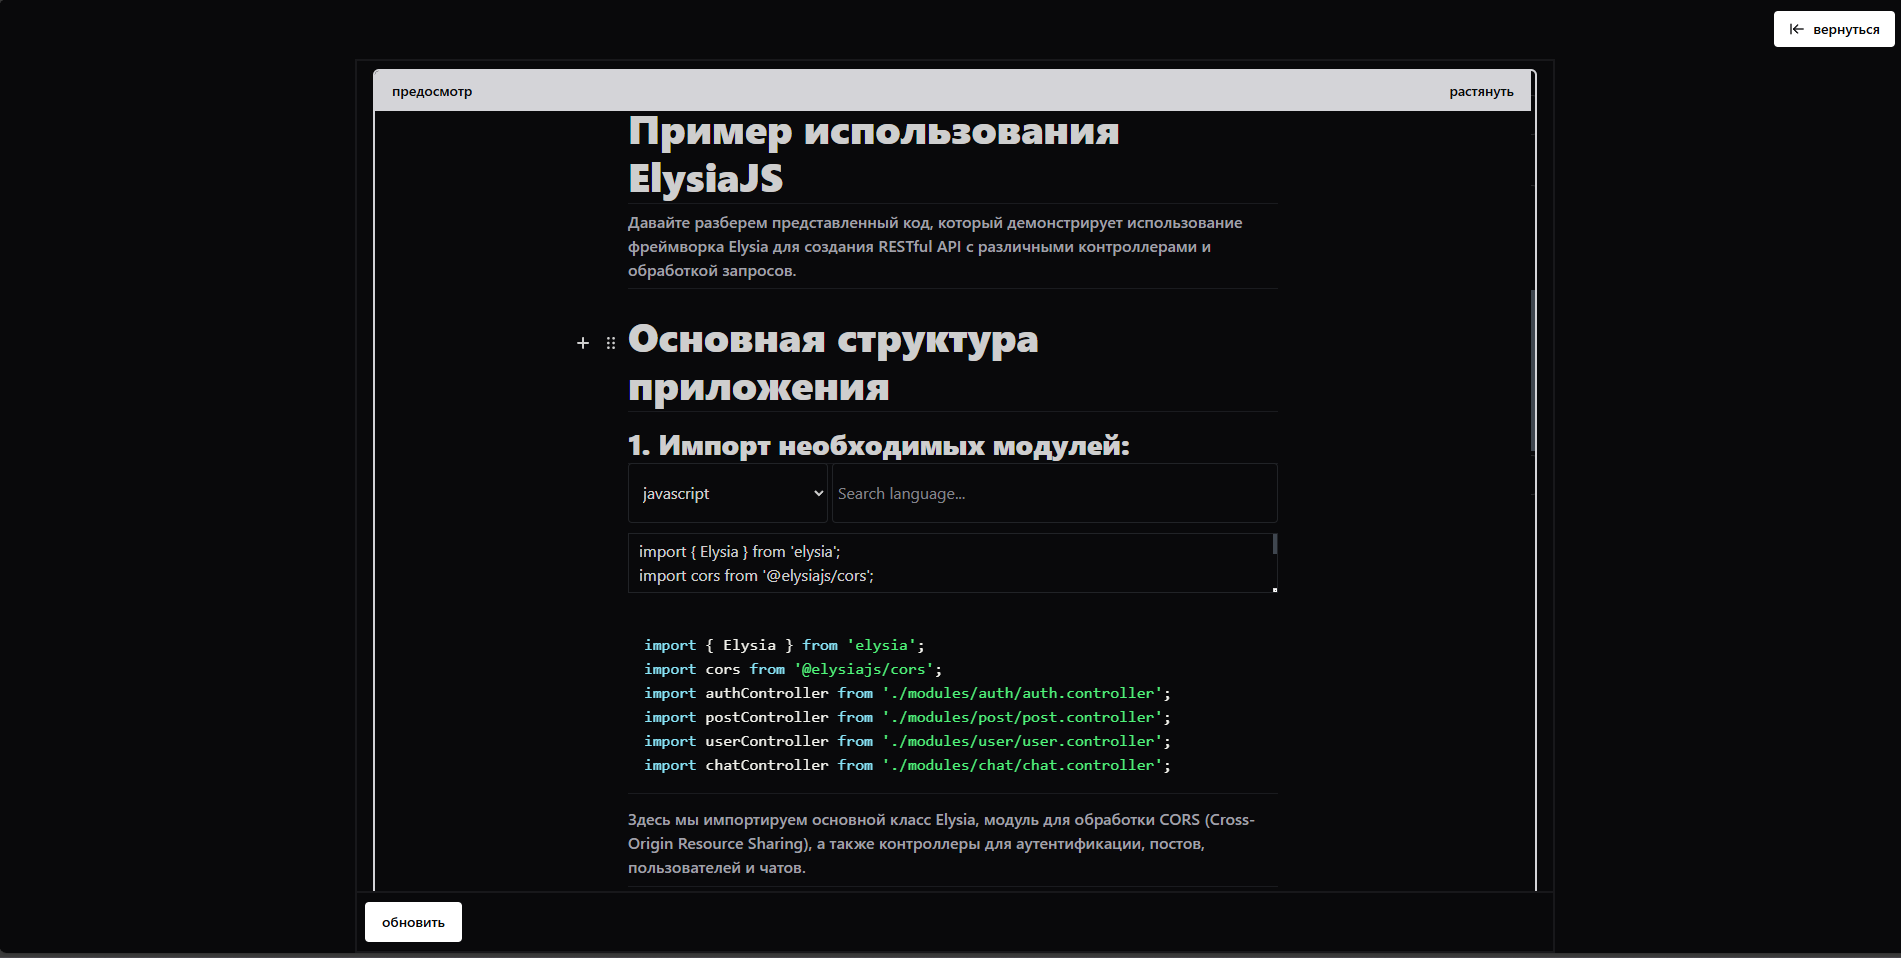 вернуться
предосмотр
растянуть
Пример использования
ElysiaJS
Давайте разберем представленный код, который демонстрирует использование
фреймворка Elysia для создания RESTful API с различными контроллерами и
обработкой запросов.
Основная структура
приложения
1. Импорт необходимых модулей:
javascript
Search language...
import { Elysia } from 'elysia';
import cors from '@elysiajs/cors';
import { Elysia } from 'elysia';
import cors from '@elysiajs/cors';
import authController from './modules/auth/auth.controller';
import postController from './modules/post/post.controller';
import userController from './modules/user/user.controller';
import chatController from './modules/chat/chat.controller';
Здесь мы импортируем основной класс Elysia, модуль для обработки CORS (Cross-
Origin Resource Sharing), а также контроллеры для аутентификации, постов,
пользователей и чатов.
обновить